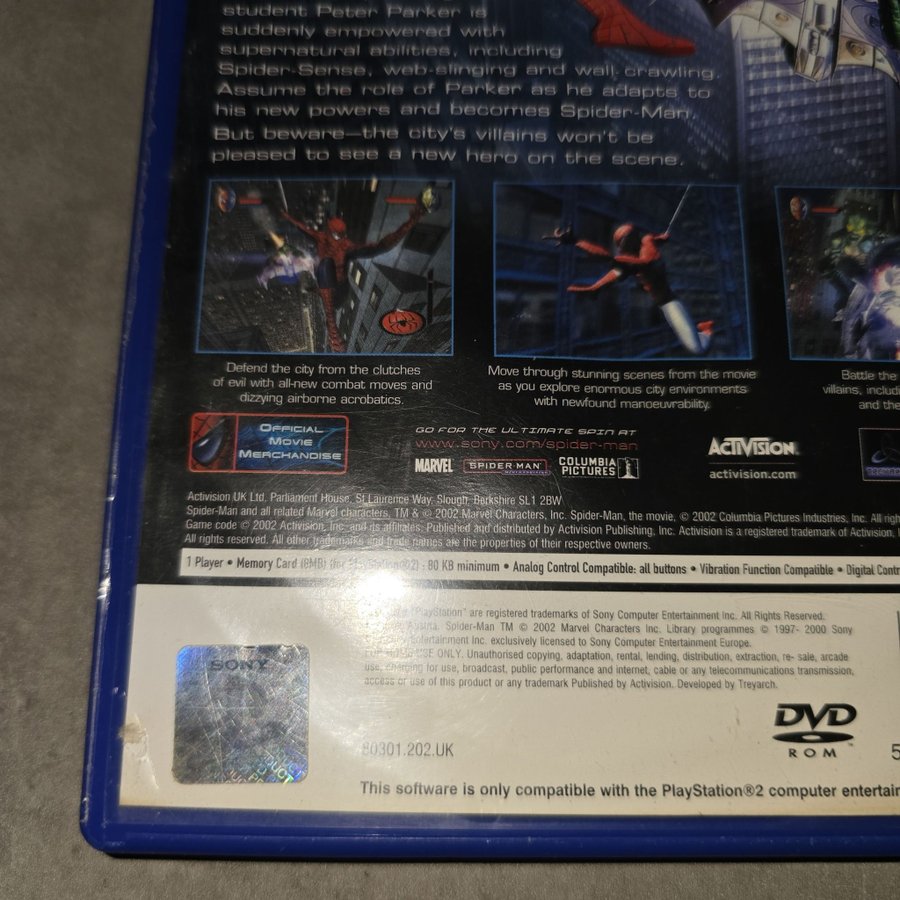 student Peter Parker is
suddenly empowered with
supernatural abilities, including
Spider-Sense, web-slinging and wall crawling.
Assume the role of Parker as he adapts to
his new powers and becomes Spider-Man.
But beware—the city's villains won't be
pleased to see a new hero on the scene.
Defend the city from the clutches
of evil with all-new combat moves and
dizzying airborne acrobatics.
Move through stunning scenes from the movie
as you explore enormous city environments
with newfound manoeuvrability.
Battle the
villains, includi
and the
OFFICIAL
MOVIE
MERCHANDISE
GO FOR THE ULTIMATE SPIN AT
www.sony.com/spider-man
MARVEL
SPIDER-MAN
COLUMBIA
PICTURES
ACTIVISION
activision.com
Activision UK Ltd, Parliament House, St Laurence Way, Slough, Berkshire SL1 2BW
Spider-Man and all related Marvel characters, TM & © 2002 Marvel Characters, Inc. Spider-Man, the movie, © 2002 Columbia Pictures Industries, Inc. All righ
Game code © 2002 Activision, Inc. and its affiliates. Published and distributed by Activision Publishing, Inc. Activision is a registered trademark of Activision,
All rights reserved. All other trademarks and trade names are the properties of their respective owners.
1 Player • Memory Card (8MB) (for PlayStation®2) : 80 KB minimum • Analog Control Compatible: all buttons • Vibration Function Compatible • Digital Contr
"PlayStation" are registered trademarks of Sony Computer Entertainment Inc. All Rights Reserved.
Austria. Spider-Man TM © 2002 Marvel Characters Inc. Library programmes © 1997- 2000 Sony
Entertainment Inc. exclusively licensed to Sony Computer Entertainment Europe.
USE ONLY. Unauthorised copying, adaptation, rental, lending, distribution, extraction, re- sale, arcade
use, charging for use, broadcast, public performance and internet, cable or any telecommunications transmission,
access or use of this product or any trademark Published by Activision. Developed by Treyarch.
SONY
80301.202.UK
DVD
ROM
5
This software is only compatible with the PlayStation®2 computer entertain